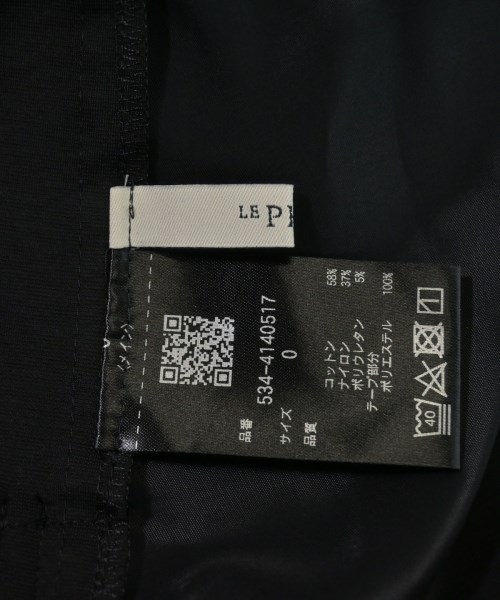 LE P
品番
534-4140517
サイズ 0
品質
コットン 58%
ナイロン 37%
ポリウレタン 5%
テープ部分
ポリエステル 100%
40